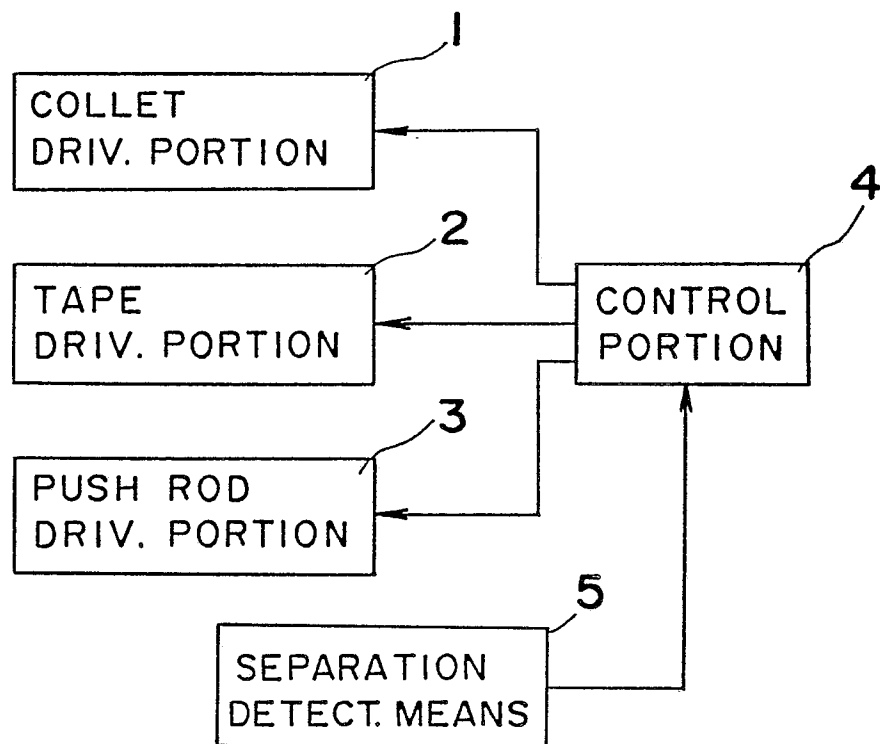 1
COLLET
DRIV. PORTION
2
TAPE
DRIV. PORTION
3
PUSH ROD
DRIV. PORTION
4
CONTROL
PORTION
5
SEPARATION
DETECT. MEANS